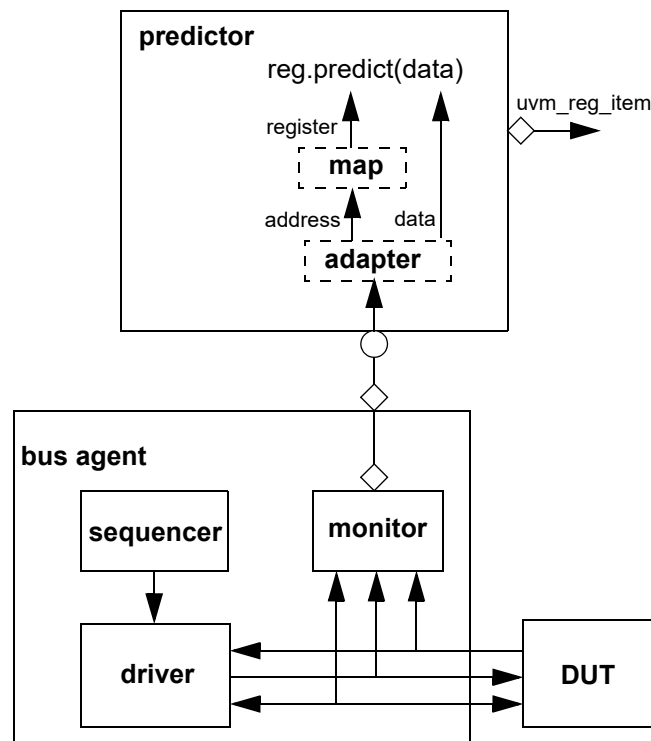 predictor
reg.predict(data)
uvm_reg_item
register
map
address
data
adapter
bus agent
sequencer
monitor
driver
DUT